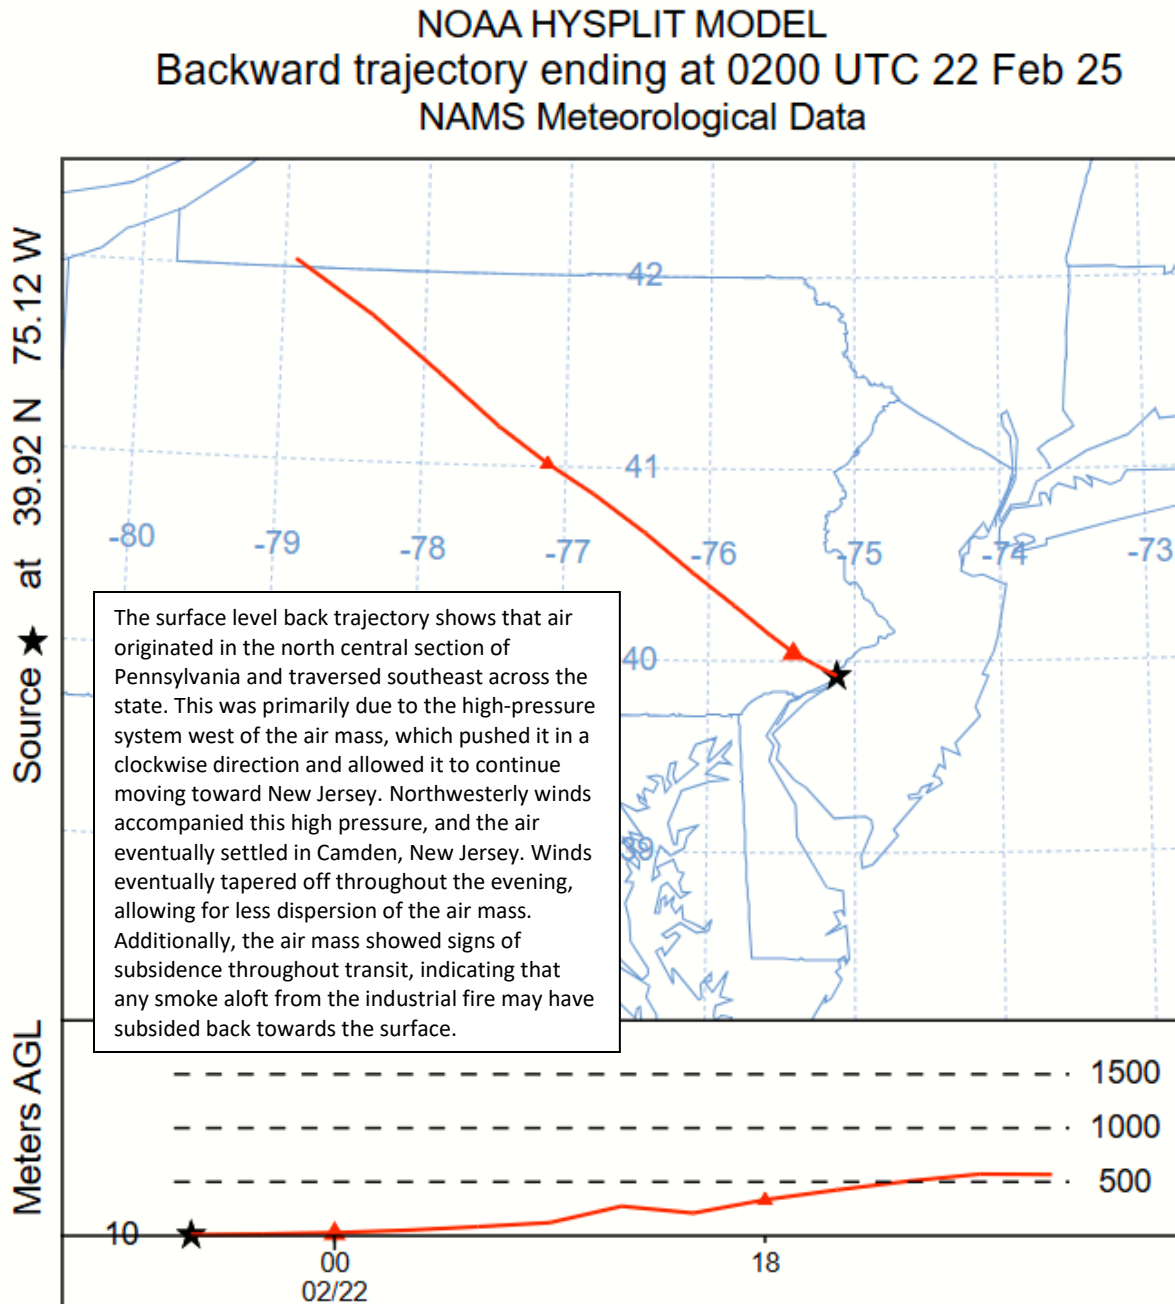 NOAA HYSPLIT MODEL
Backward trajectory ending at 0200 UTC 22 Feb 25
NAMS Meteorological Data
Source ★ at 39.92 N 75.12 W
42
41
-80
-79
-78
-77
-76
-75
-74
-73
40
39
The surface level back trajectory shows that air
originated in the north central section of
Pennsylvania and traversed southeast across the
state. This was primarily due to the high-pressure
system west of the air mass, which pushed it in a
clockwise direction and allowed it to continue
moving toward New Jersey. Northwesterly winds
accompanied this high pressure, and the air
eventually settled in Camden, New Jersey. Winds
eventually tapered off throughout the evening,
allowing for less dispersion of the air mass.
Additionally, the air mass showed signs of
subsidence throughout transit, indicating that
any smoke aloft from the industrial fire may have
subsided back towards the surface.
Meters AGL
1500
1000
500
10
00
18
02/22